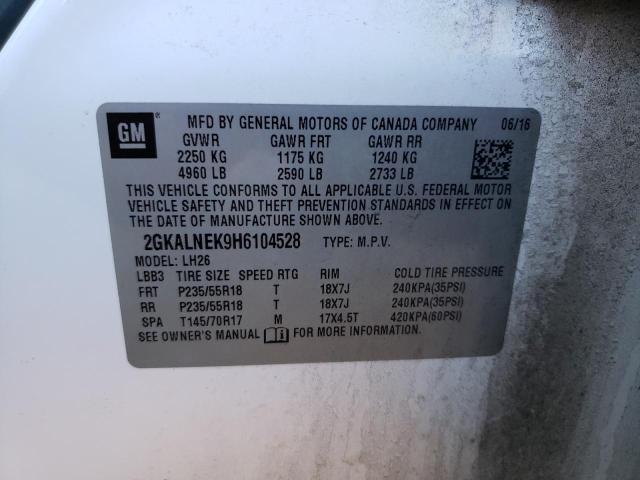 GM ® MFD BY GENERAL MOTORS OF CANADA COMPANY 06/16
GVWR GAWR FRT GAWR RR
2250 KG 1175 KG 1240 KG
4960 LB 2590 LB 2733 LB
THIS VEHICLE CONFORMS TO ALL APPLICABLE U.S. FEDERAL MOTOR
VEHICLE SAFETY AND THEFT PREVENTION STANDARDS IN EFFECT ON
THE DATE OF MANUFACTURE SHOWN ABOVE.
2GKALNEK9H6104528 TYPE: M.P.V.
MODEL: LH26
LBB3 TIRE SIZE SPEED RTG RIM COLD TIRE PRESSURE
FRT P235/55R18 T 18X7J 240KPA(35PSI)
RR P235/55R18 T 18X7J 240KPA(35PSI)
SPA T145/70R17 M 17X4.5T 420KPA(60PSI)
SEE OWNER'S MANUAL FOR MORE INFORMATION.